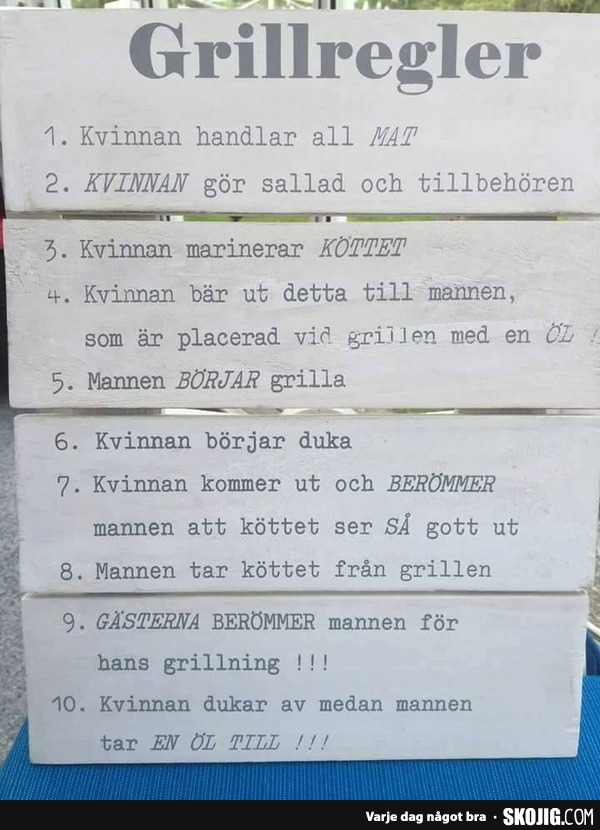 Grillregler
1. Kvinnan handlar all MAT
2. KVINNAN gör sallad och tillbehören
3. Kvinnan marinerar KÖTTET
4. Kvinnan bär ut detta till mannen,
som är placerad vid grillen med en ÖL !
5. Mannen BÖRJAR grilla
6. Kvinnan börjar duka
7. Kvinnan kommer ut och BERÖMMER
mannen att köttet ser SÅ gott ut
8. Mannen tar köttet från grillen
9. GÄSTERNA BERÖMMER mannen för
hans grillning !!!
10. Kvinnan dukar av medan mannen
tar EN ÖL TILL !!!
Varje dag något bra · SKOJIG.COM